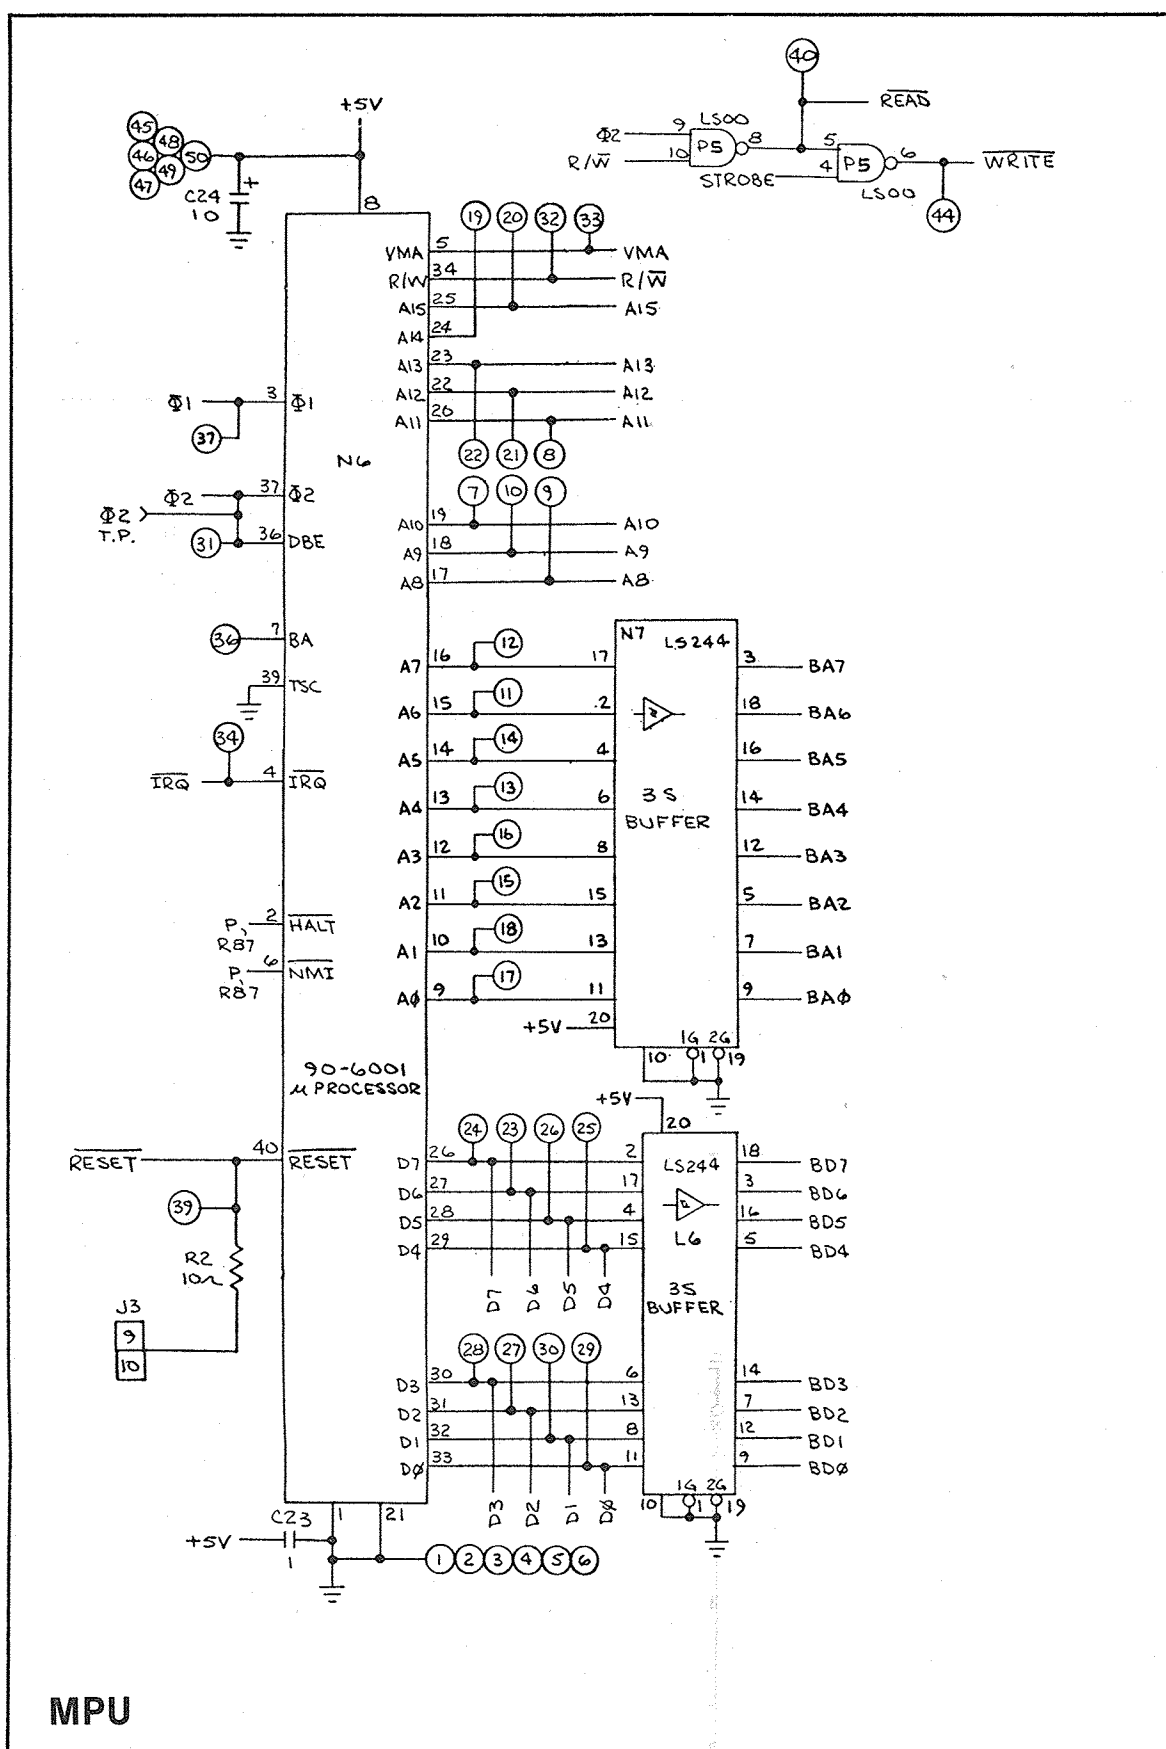 40
READ
+5V
45
48
46
50
49
47
C24
10
+
8
LS00
Φ2 9
R/W̅ 10
P5 8
5
STROBE 4
P5 6
WRITE
LS00
44
19 20 32 33
VMA 5 VMA
R/W 34 R/W̅
A15 25 A15
A14 24
A13 23 A13
A12 22 A12
A11 20 A11
22 21 8
7 10 9
A10 19 A10
A9 18 A9
A8 17 A8
Φ1 3 Φ1
37
N6
Φ2 37 Φ2
Φ2
T.P.
31 36 DBE
36 7 BA
39 TSC
34
IRQ 4 IRQ
P, 2 HALT
R87
P, 6 NMI
R87
N7 LS244
A7 16 12 17 3 BA7
A6 15 11 2 18 BA6
A5 14 14 4 16 BA5
A4 13 13 6 14 BA4
3S
BUFFER
A3 12 16 8 12 BA3
A2 11 15 15 5 BA2
A1 10 18 13 7 BA1
AØ 9 17 11 9 BAØ
+5V 20
1G 2G
10 1 19
90-6001
μPROCESSOR
+5V
20
RESET 40 RESET
39
R2
10Ω
J3
9
10
24 23 26 25
LS244
D7 26 2 18 BD7
D6 27 17 3 BD6
D5 28 4 16 BD5
D4 29 15 5 BD4
L6
D7 D6 D5 D4
3S
BUFFER
28 27 30 29
D3 30 6 14 BD3
D2 31 13 7 BD2
D1 32 8 12 BD1
DØ 33 11 9 BDØ
D3 D2 D1 DØ
1G 2G
10 1 19
C23
+5V
1
1 21
1 2 3 4 5 6
MPU